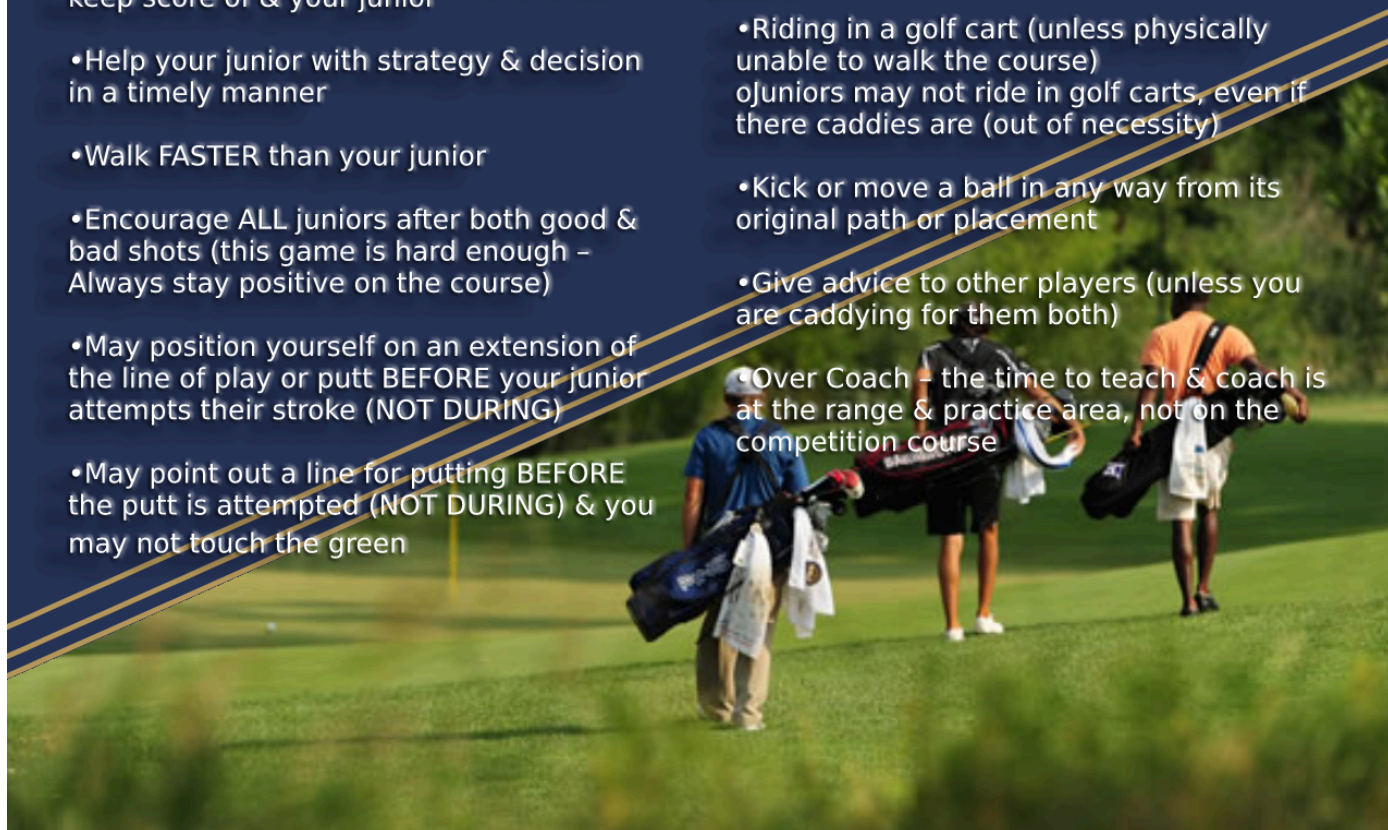 keep score of & your junior
•Help your junior with strategy & decision
in a timely manner
•Walk FASTER than your junior
•Encourage ALL juniors after both good &
bad shots (this game is hard enough –
Always stay positive on the course)
•May position yourself on an extension of
the line of play or putt BEFORE your junior
attempts their stroke (NOT DURING)
•May point out a line for putting BEFORE
the putt is attempted (NOT DURING) & you
may not touch the green
•Riding in a golf cart (unless physically
unable to walk the course)
oJuniors may not ride in golf carts, even if
there caddies are (out of necessity)
•Kick or move a ball in any way from its
original path or placement
•Give advice to other players (unless you
are caddying for them both)
•Over Coach – the time to teach & coach is
at the range & practice area, not on the
competition course